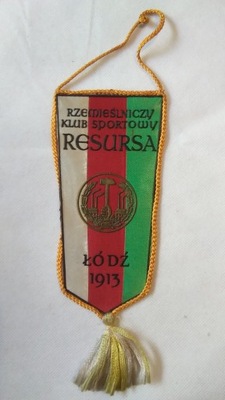 RZEMIEŚLNICZY
KLUB SPORTOWY
RESURSA
ŁÓDŹ
1913